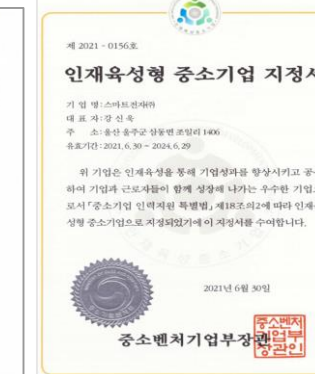 제 2021 - 0156호
인재육성형 중소기업 지정서
기 업 명 : 스마트전자㈜
대 표 자 : 강 신 욱
주 소 : 울산 울주군 삼동면 조일리 1406
유효기간 : 2021. 6. 30 ~ 2024. 6. 29
위 기업은 인재육성을 통해 기업성과를 향상시키고 공
하여 기업과 근로자들이 함께 성장해 나가는 우수한 기업
로서 「중소기업 인력지원 특별법」 제18조의2에 따라 인재
성형 중소기업으로 지정되었기에 이 지정서를 수여합니다.
2021년 6월 30일
중소벤처기업부장관
중소벤처
기업부
장관인